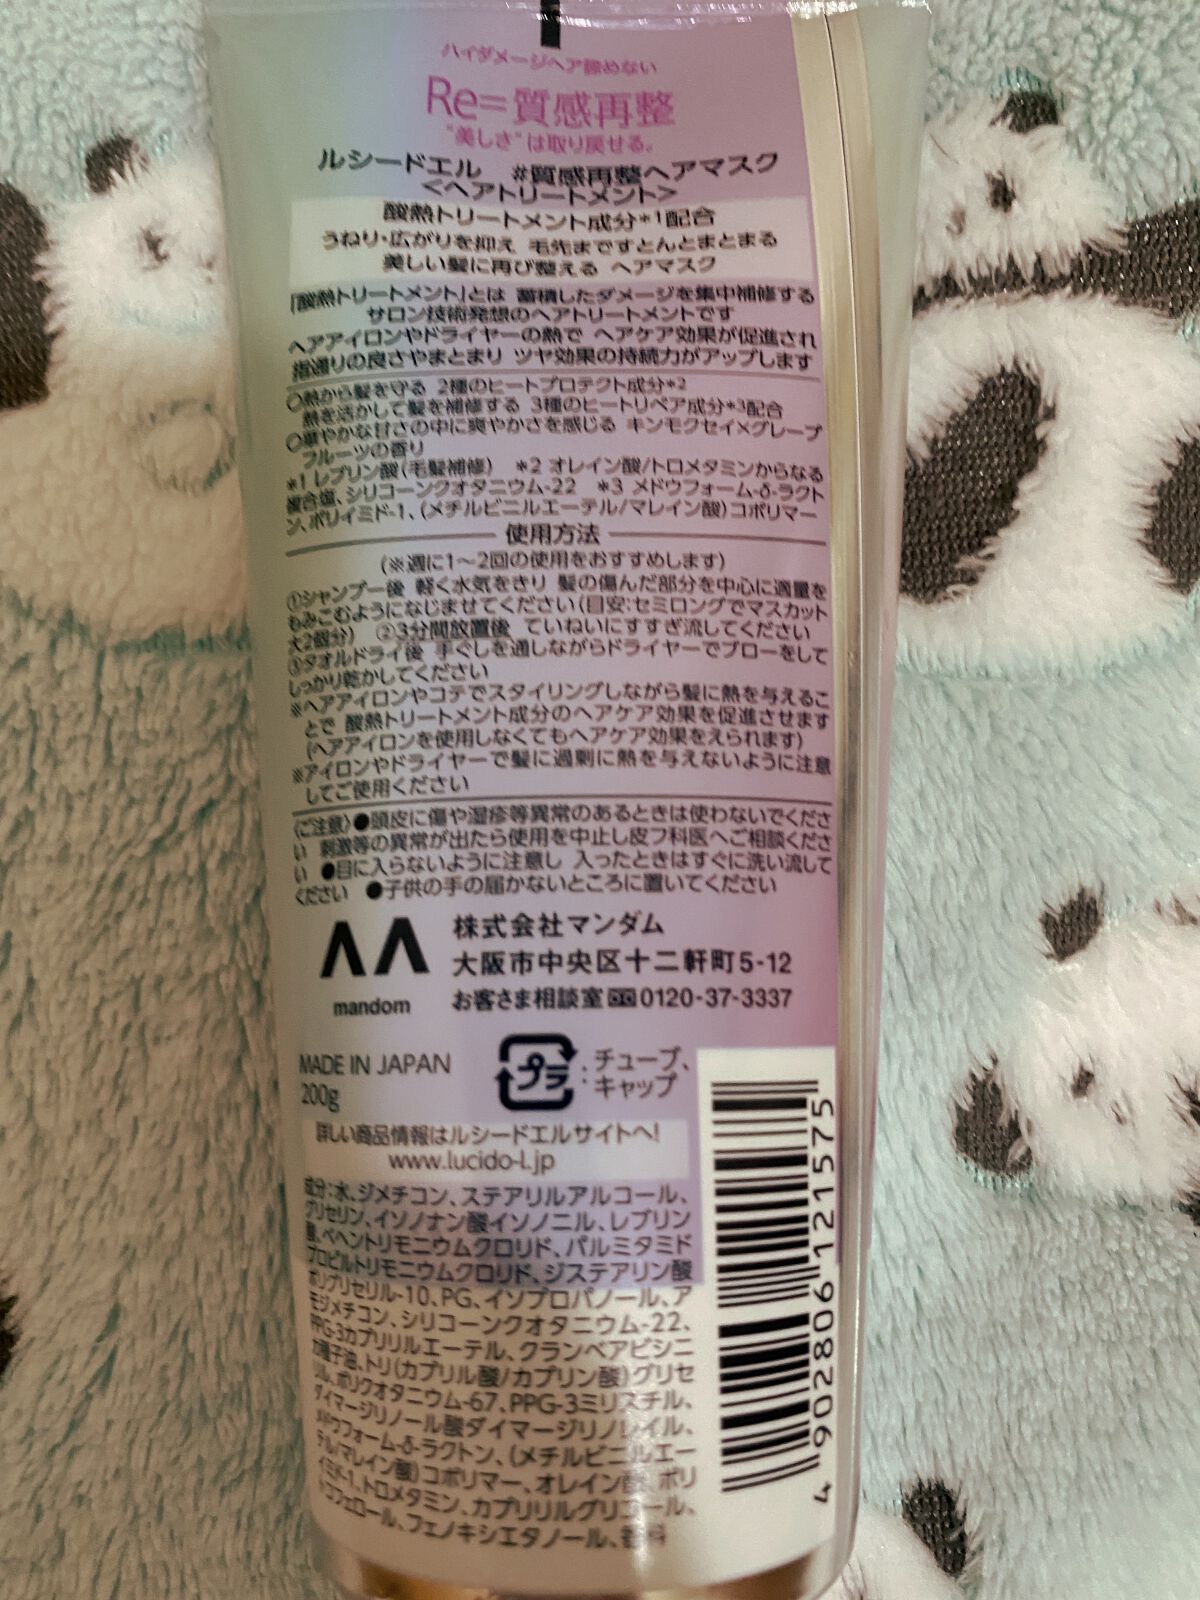 ハイダメージヘア諦めない
Re=質感再整
"美しさ"は取り戻せる。
ルシードエル #質感再整ヘアマスク
<ヘアトリートメント>
酸熱トリートメント成分*1配合
うねり・広がりを抑え 毛先まですとんとまとまる
美しい髪に再び整える ヘアマスク
「酸熱トリートメント」とは 蓄積したダメージを集中補修する
サロン技術発想のヘアトリートメントです
ヘアアイロンやドライヤーの熱で ヘアケア効果が促進され
指通りの良さやまとまり ツヤ効果の持続力がアップします
○熱から髪を守る 2種のヒートプロテクト成分*2
熱を活かして髪を補修する 3種のヒートリペア成分*3配合
○華やかな甘さの中に爽やかさを感じる キンモクセイ×グレープ
フルーツの香り
*1 レブリン酸(毛髪補修) *2 オレイン酸/トロメタミンからなる
複合塩、シリコーンクオタニウム-22 *3 メドウフォーム-δ-ラクト
ン、ポリイミド-1、(メチルビニルエーテル/マレイン酸)コポリマー
使用方法
(※週に1～2回の使用をおすすめします)
①シャンプー後 軽く水気をきり 髪の傷んだ部分を中心に適量を
もみこむようになじませてください(目安:セミロングでマスカット
大2個分) ②3分間放置後 ていねいにすすぎ流してください
③タオルドライ後 手ぐしを通しながらドライヤーでブローをして
しっかり乾かしてください
※ヘアアイロンやコテでスタイリングしながら髪に熱を与えるこ
とで 酸熱トリートメント成分のヘアケア効果を促進させます
(ヘアアイロンを使用しなくてもヘアケア効果をえられます)
※アイロンやドライヤーで髪に過剰に熱を与えないように注意
してご使用ください
〈ご注意〉●頭皮に傷や湿疹等異常のあるときは使わないでくださ
い 刺激等の異常が出たら使用を中止し皮フ科医へご相談くださ
い ●目に入らないように注意し 入ったときはすぐに洗い流して
ください ●子供の手の届かないところに置いてください
株式会社マンダム
大阪市中央区十二軒町5-12
mandom
お客さま相談室 0120-37-3337
MADE IN JAPAN
200g
プラ
:チューブ、
キャップ
詳しい商品情報はルシードエルサイトへ!
www.lucido-l.jp
成分:水、ジメチコン、ステアリルアルコール、
グリセリン、イソノナン酸イソノニル、レブリン
酸、ベヘントリモニウムクロリド、パルミタミド
プロピルトリモニウムクロリド、ジステアリン酸
ポリグリセリル-10、PG、イソプロパノール、ア
モジメチコン、シリコーンクオタニウム-22、
PPG-3カプリリルエーテル、クランベアビシニ
カ種子油、トリ(カプリル酸/カプリン酸)グリセ
リル、ポリクオタニウム-67、PPG-3ミリスチル、
ダイマージリノール酸ダイマージリノレイル、
メドウフォーム-δ-ラクトン、(メチルビニルエー
テル/マレイン酸)コポリマー、オレイン酸、ポリ
イミド-1、トロメタミン、カプリリルグリコール、
トコフェロール、フェノキシエタノール、香料
4 902806 121575